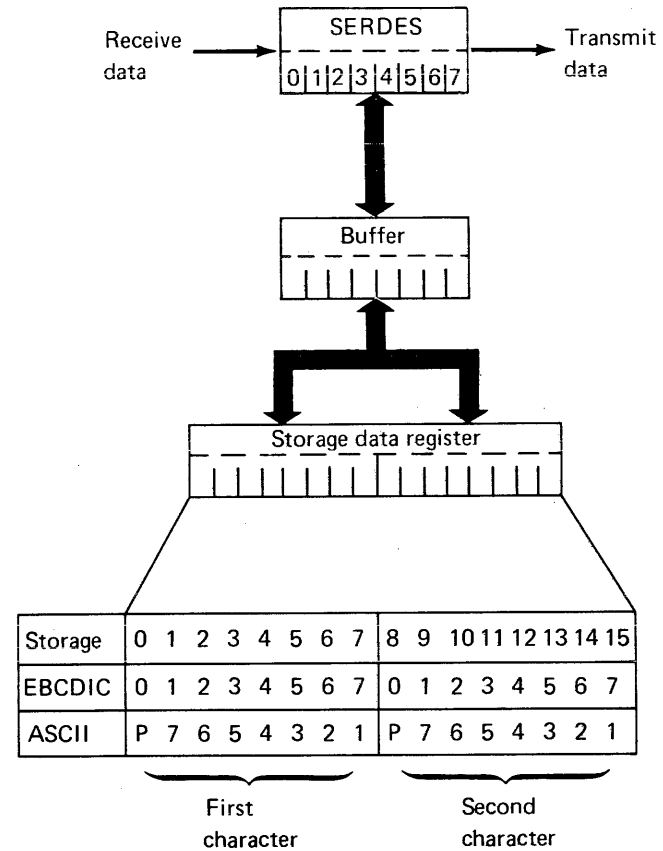 SERDES
Receive data
Transmit data
0 1 2 3 4 5 6 7
Buffer
Storage data register
Storage 0 1 2 3 4 5 6 7 8 9 10 11 12 13 14 15
EBCDIC 0 1 2 3 4 5 6 7 0 1 2 3 4 5 6 7
ASCII P 7 6 5 4 3 2 1 P 7 6 5 4 3 2 1
First character
Second character